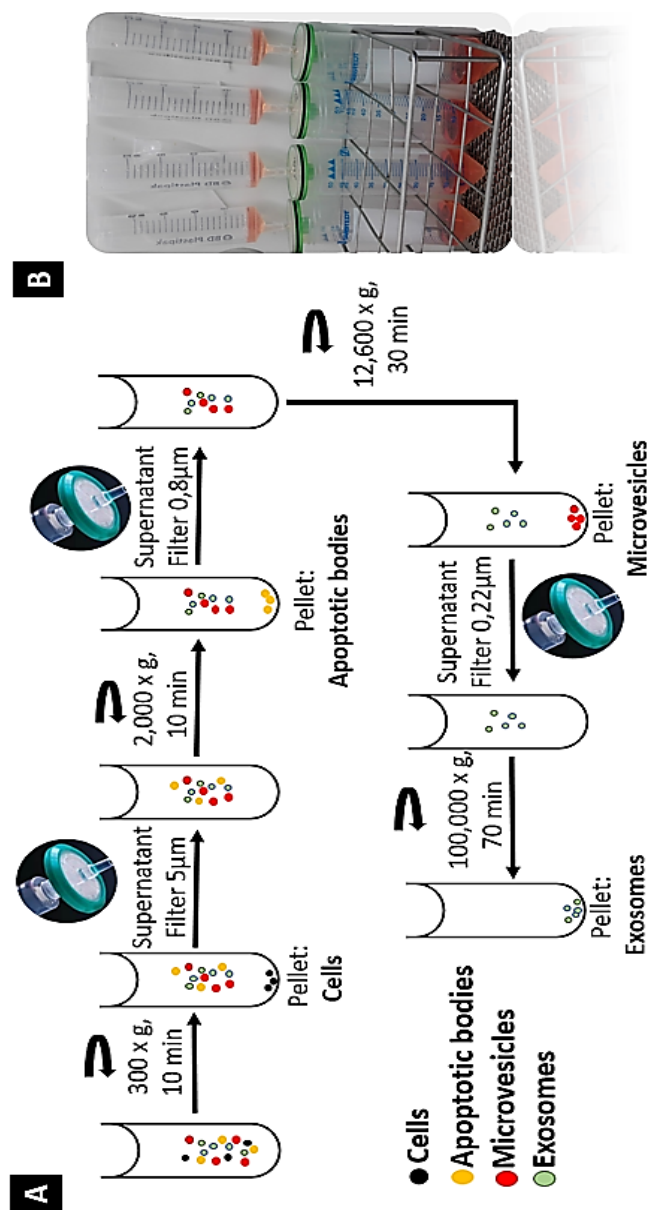 A
300 x g,
10 min
Pellet:
Cells
Supernatant
Filter 5µm
2,000 x g,
10 min
Pellet:
Apoptotic bodies
Supernatant
Filter 0,8µm
12,600 x g,
30 min
Pellet:
Microvesicles
Supernatant
Filter 0,22µm
100,000 x g,
70 min
Pellet:
Exosomes
Cells
Apoptotic bodies
Microvesicles
Exosomes
B
BD Plastipak
BD Plastipak